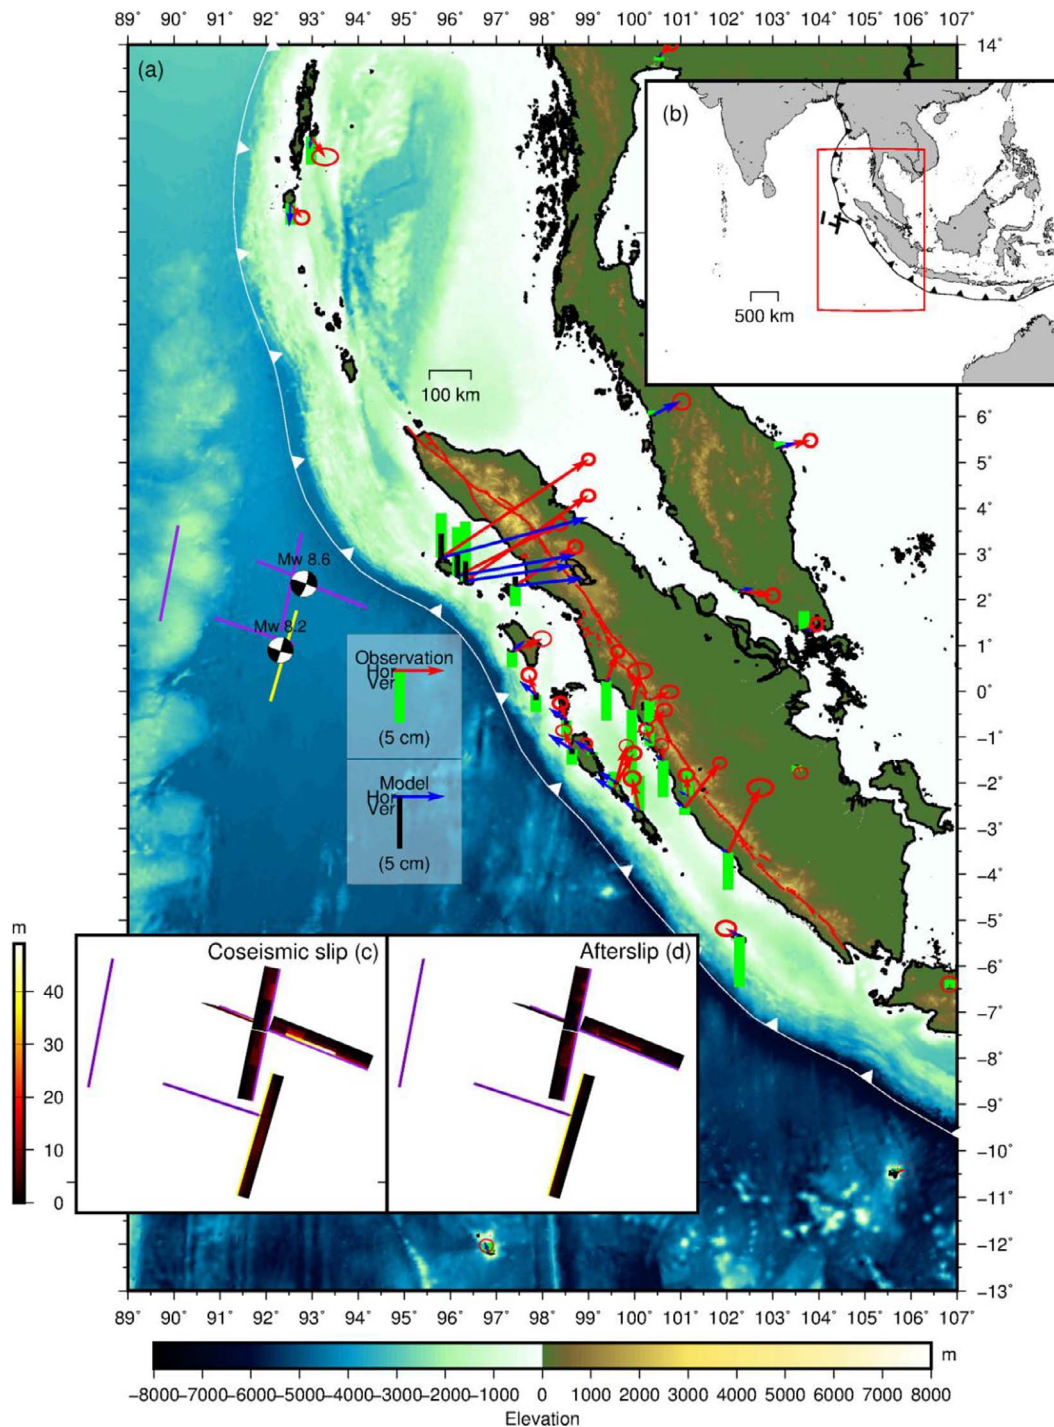 89° 90° 91° 92° 93° 94° 95° 96° 97° 98° 99° 100° 101° 102° 103° 104° 105° 106° 107°
14°
(a)
(b)
500 km
100 km
6°
5°
4°
3°
2°
1°
0°
−1°
−2°
−3°
−4°
−5°
−6°
−7°
−8°
−9°
−10°
−11°
−12°
−13°
Mw 8.6
Mw 8.2
Observation
Hor
Ver
(5 cm)
Model
Hor
Ver
(5 cm)
m
40
30
20
10
0
Coseismic slip (c)
Afterslip (d)
89° 90° 91° 92° 93° 94° 95° 96° 97° 98° 99° 100° 101° 102° 103° 104° 105° 106° 107°
m
−8000 −7000 −6000 −5000 −4000 −3000 −2000 −1000 0 1000 2000 3000 4000 5000 6000 7000 8000
Elevation